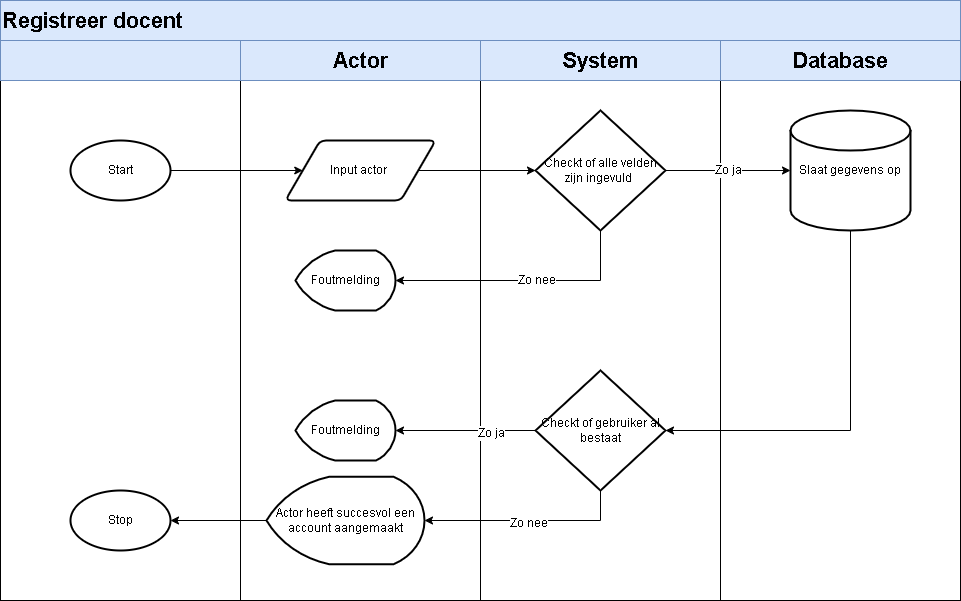 Registreer docent
Actor
System
Database
Start
Input actor
Checkt of alle velden
zijn ingevuld
Zo ja
Slaat gegevens op
Foutmelding
Zo nee
Foutmelding
Zo ja
Checkt of gebruiker al
bestaat
Stop
Actor heeft succesvol een
account aangemaakt
Zo nee